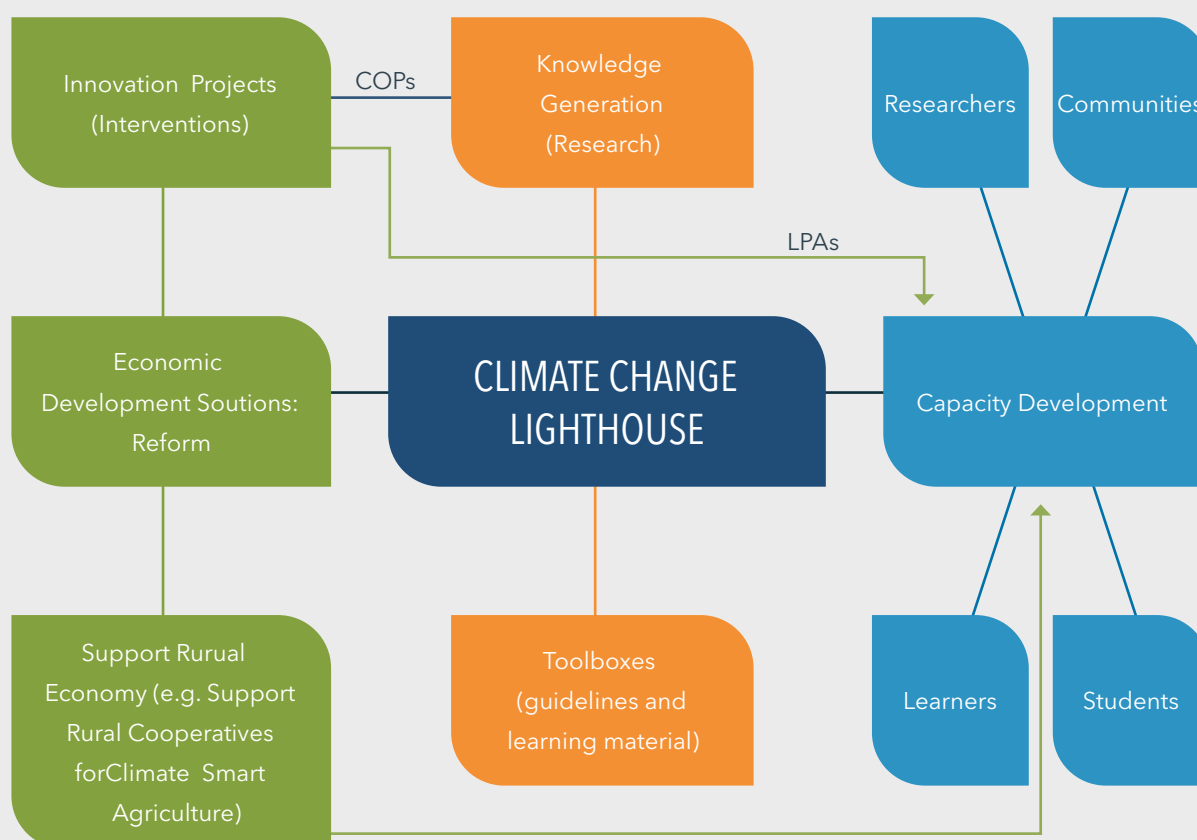 Innovation Projects
(Interventions)
COPs
Knowledge
Generation
(Research)
Researchers
Communities
LPAs
Economic
Development Soutions:
Reform
CLIMATE CHANGE
LIGHTHOUSE
Capacity Development
Support Rurual
Economy (e.g. Support
Rural Cooperatives
forClimate Smart
Agriculture)
Toolboxes
(guidelines and
learning material)
Learners
Students